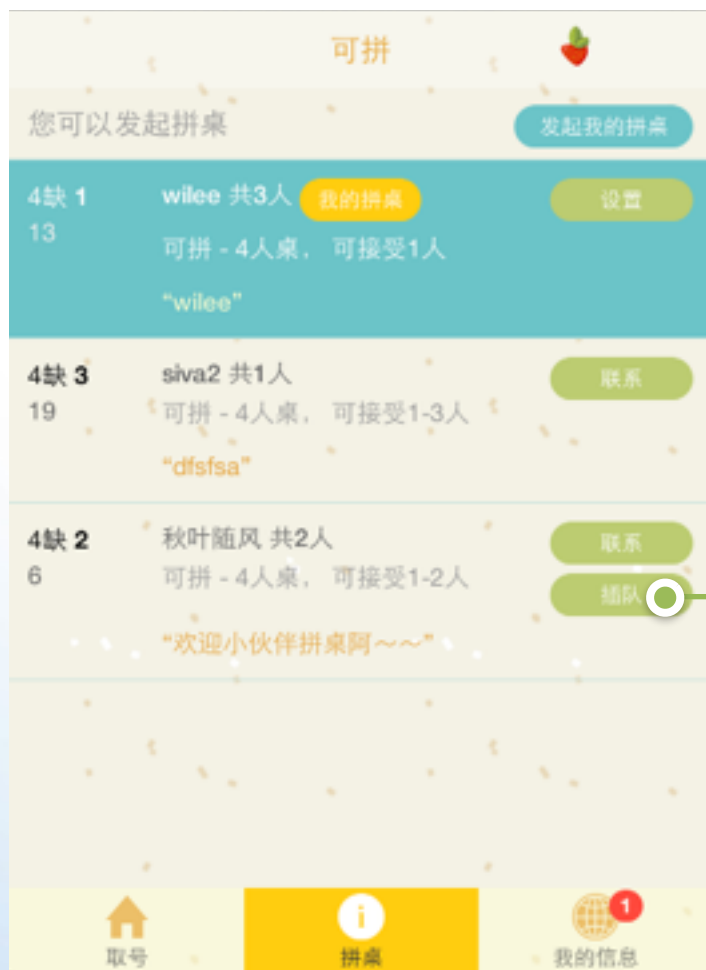 可拼
您可以发起拼桌
发起我的拼桌
4缺 1
wilee 共3人
我的拼桌
设置
13
可拼 - 4人桌， 可接受1人
“wilee”
4缺 3
siva2 共1人
联系
19
可拼 - 4人桌， 可接受1-3人
“dfsfsa”
4缺 2
秋叶随风 共2人
联系
6
可拼 - 4人桌， 可接受1-2人
插队
“欢迎小伙伴拼桌阿～～”
i
1
取号
拼桌
我的信息